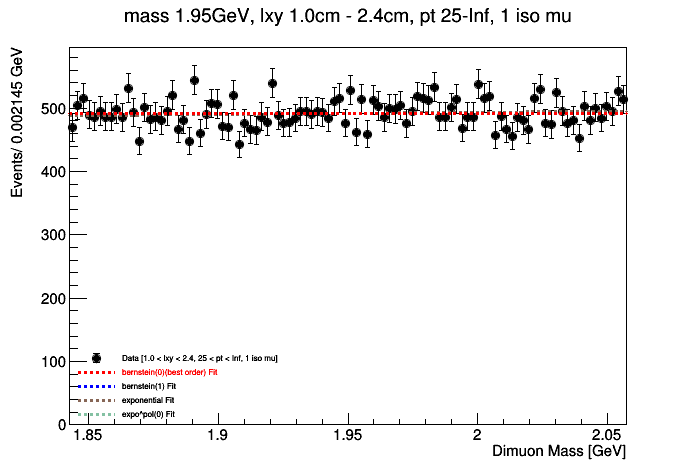 mass 1.95GeV, lxy 1.0cm - 2.4cm, pt 25-Inf, 1 iso mu
Events/ 0.002145 GeV
500
400
300
200
100
0
Data [1.0 < lxy < 2.4, 25 < pt < Inf, 1 iso mu]
bernstein(0)(best order) Fit
bernstein(1) Fit
exponential Fit
expo^pol(0) Fit
1.85
1.9
1.95
2
2.05
Dimuon Mass [GeV]